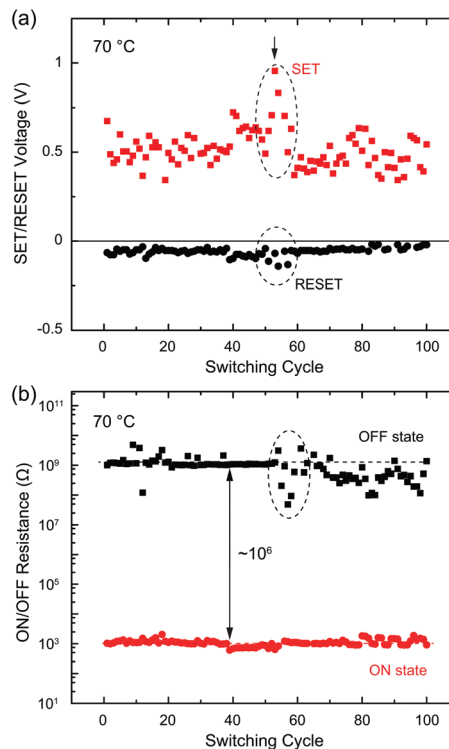 (a)
70 °C
SET
RESET
SET/RESET Voltage (V)
1
0.5
0
-0.5
0 20 40 60 80 100
Switching Cycle
(b)
70 °C
OFF state
~10⁶
ON state
ON/OFF Resistance (Ω)
10¹¹
10⁹
10⁷
10⁵
10³
10¹
0 20 40 60 80 100
Switching Cycle